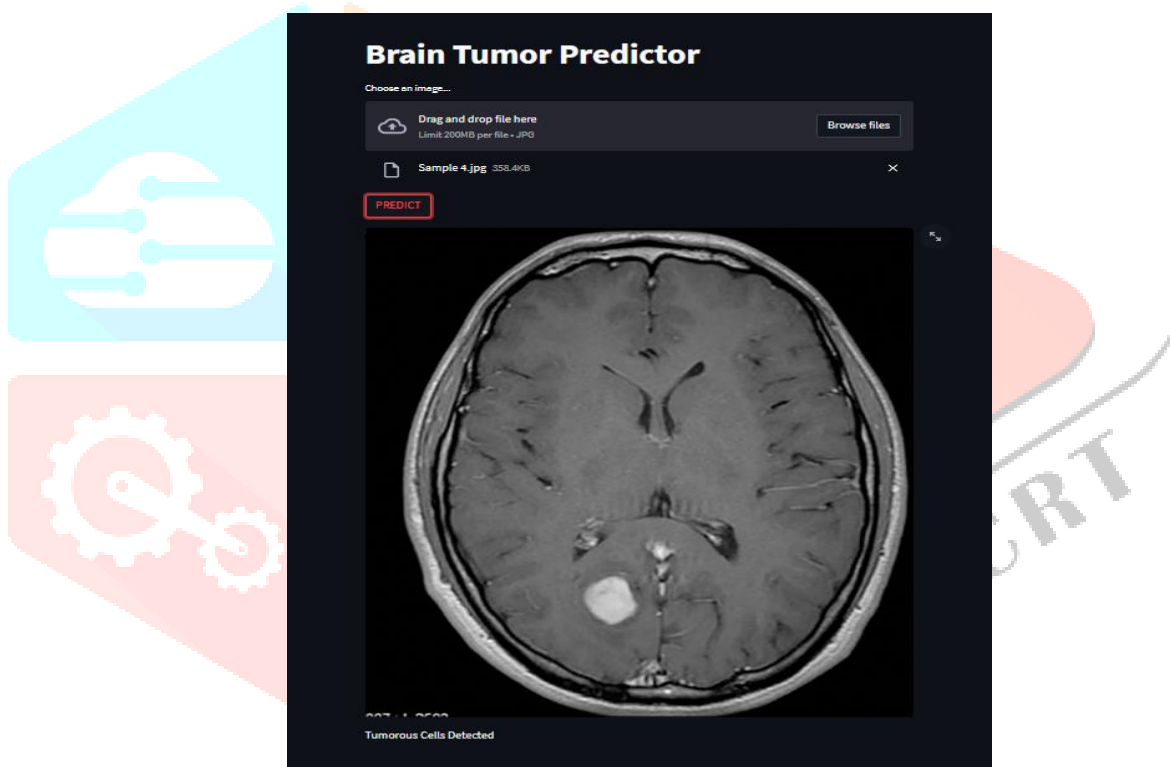 Brain Tumor Predictor
Choose an image...
Drag and drop file here
Limit 200MB per file • JPG
Browse files
Sample 4.jpg 358.4KB
PREDICT
Tumorous Cells Detected